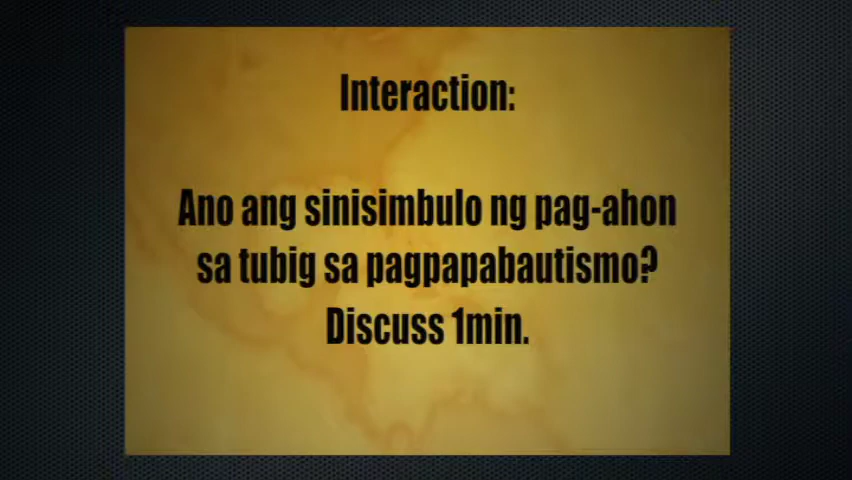 Interaction:
Ano ang sinisimbulo ng pag-ahon
sa tubig sa pagpapabautismo?
Discuss 1min.